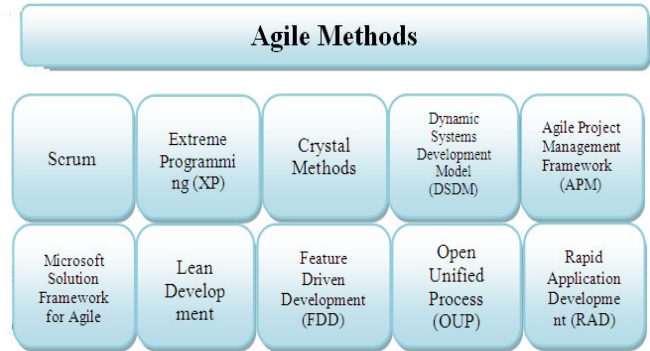 Agile Methods
Scrum
Extreme
Programmi
ng (XP)
Crystal
Methods
Dynamic
Systems
Development
Model
(DSDM)
Agile Project
Management
Framework
(APM)
Microsoft
Solution
Framework
for Agile
Lean
Develop
ment
Feature
Driven
Development
(FDD)
Open
Unified
Process
(OUP)
Rapid
Application
Developme
nt (RAD)